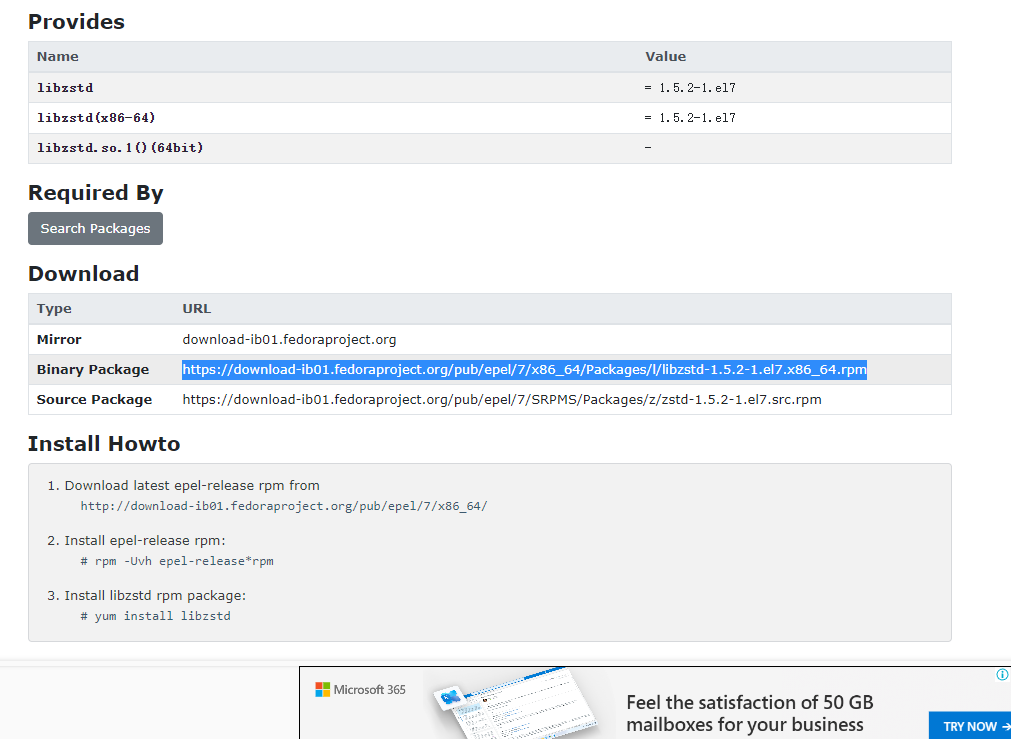 Provides
Name Value
libzstd = 1.5.2-1.el7
libzstd(x86-64) = 1.5.2-1.el7
libzstd.so.1()(64bit) -
Required By
Search Packages
Download
Type URL
Mirror download-ib01.fedoraproject.org
Binary Package https://download-ib01.fedoraproject.org/pub/epel/7/x86_64/Packages/l/libzstd-1.5.2-1.el7.x86_64.rpm
Source Package https://download-ib01.fedoraproject.org/pub/epel/7/SRPMS/Packages/z/zstd-1.5.2-1.el7.src.rpm
Install Howto
1. Download latest epel-release rpm from
http://download-ib01.fedoraproject.org/pub/epel/7/x86_64/
2. Install epel-release rpm:
# rpm -Uvh epel-release*rpm
3. Install libzstd rpm package:
# yum install libzstd
Microsoft 365
Feel the satisfaction of 50 GB
mailboxes for your business
TRY NOW →